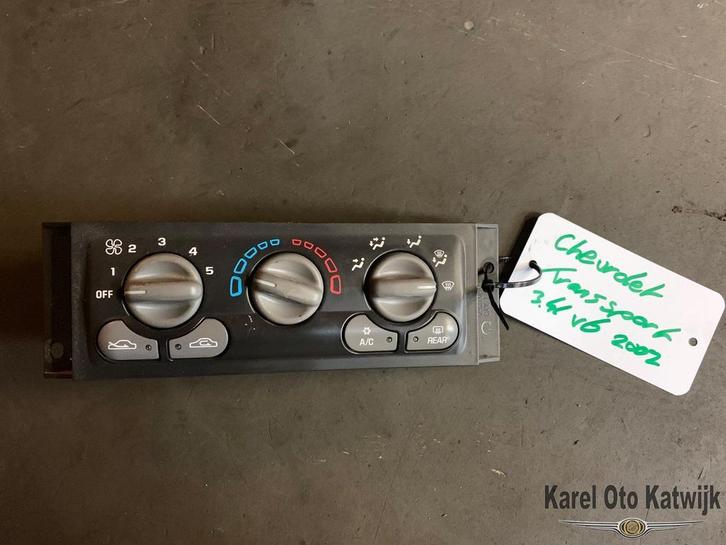 OFF
1
2
3
4
5
A/C
REAR
Chevrolet
Transsport
3.4 V6 2002
Karel Oto Katwijk